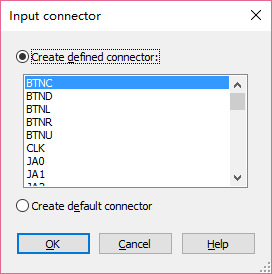 Input connector
Create defined connector:
BTNC
BTND
BTNL
BTNR
BTNU
CLK
JA0
JA1
JA2
Create default connector
OK
Cancel
Help